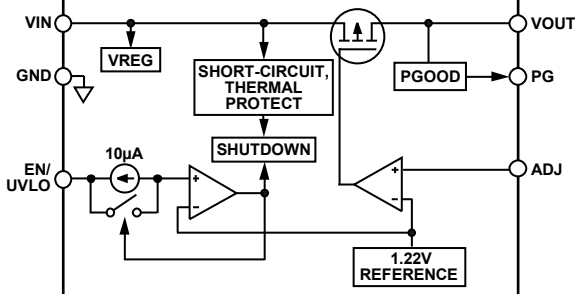 VIN
VOUT
VREG
GND
SHORT-CIRCUIT,
THERMAL
PROTECT
PGOOD
PG
SHUTDOWN
10µA
EN/
UVLO
+
–
+
–
ADJ
1.22V
REFERENCE